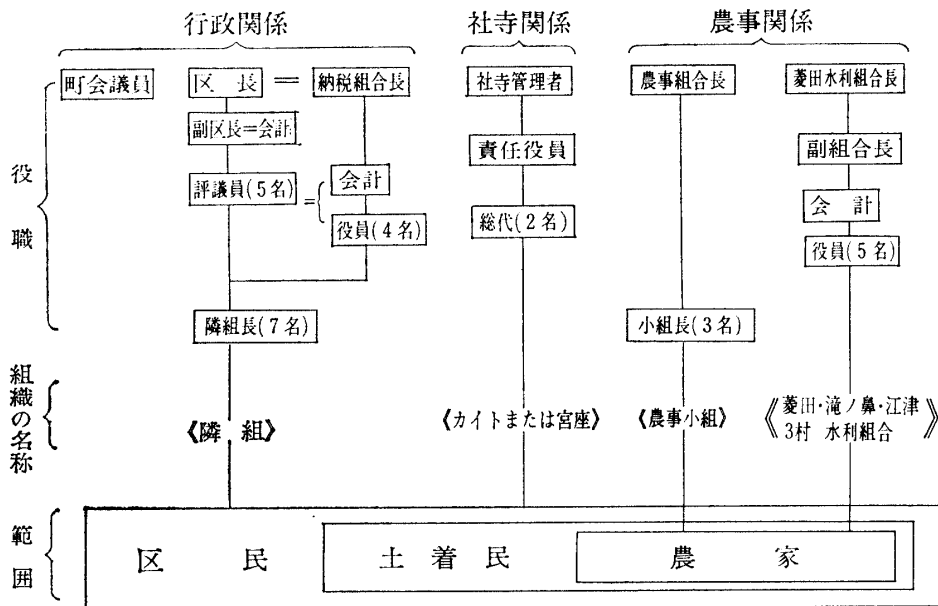 行政関係 社寺関係 農事関係
町会議員 区長 = 納税組合長 社寺管理者 農事組合長 菱田水利組合長
副区長=会計 責任役員 副組合長
評議員(5名) = 会計 総代(2名) 会計
役員(4名) 役員(5名)
役職
隣組長(7名) 小組長(3名)
組織の名称
《隣組》 《カイトまたは宮座》 《農事小組》 《菱田・滝ノ鼻・江津
3村 水利組合》
範囲
区民 土着民 農家